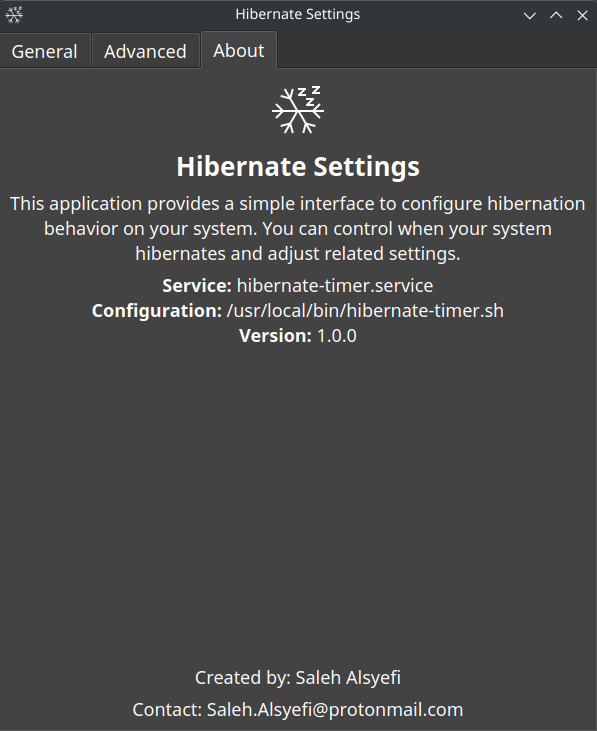 Hibernate Settings
General
Advanced
About
z z
z
Hibernate Settings
This application provides a simple interface to configure hibernation
behavior on your system. You can control when your system
hibernates and adjust related settings.
Service: hibernate-timer.service
Configuration: /usr/local/bin/hibernate-timer.sh
Version: 1.0.0
Created by: Saleh Alsyefi
Contact: Saleh.Alsyefi@protonmail.com